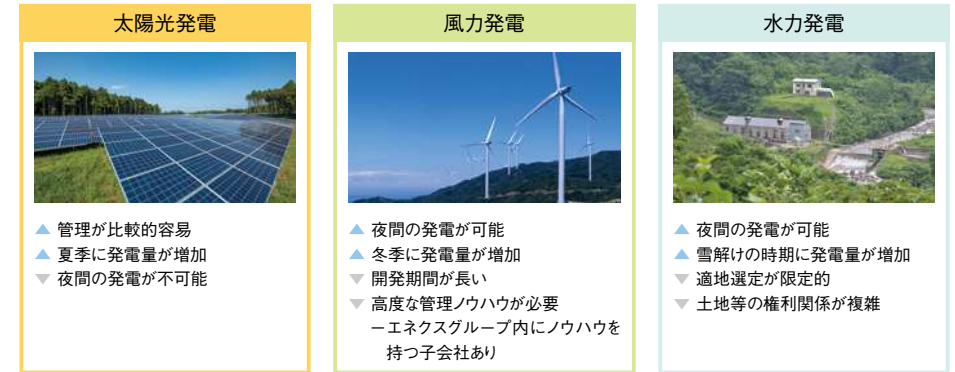 太陽光発電
▲ 管理が比較的容易
▲ 夏季に発電量が増加
▼ 夜間の発電が不可能
風力発電
▲ 夜間の発電が可能
▲ 冬季に発電量が増加
▼ 開発期間が長い
▼ 高度な管理ノウハウが必要
－エネクスグループ内にノウハウを
持つ子会社あり
水力発電
▲ 夜間の発電が可能
▲ 雪解けの時期に発電量が増加
▼ 適地選定が限定的
▼ 土地等の権利関係が複雑